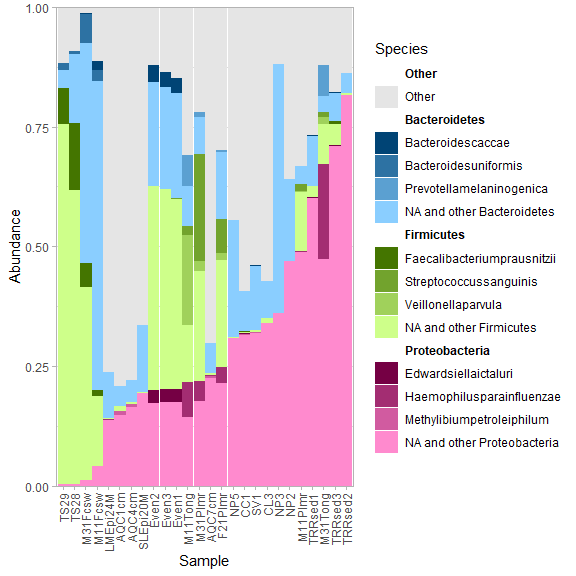 1.00
0.75
0.50
0.25
0.00
Abundance
TS29
TS28
M31Fcsw
M11Fcsw
LMEpi24M
AQC1cm
AQC4cm
SLEpi20M
Even2
Even3
Even1
M11Tong
M31Plmr
AQC7cm
F21Plmr
NP5
CC1
SV1
CL3
NP3
NP2
M11Plmr
TRRsed1
M31Tong
TRRsed3
TRRsed2
Sample
Species
Other
Other
Bacteroidetes
Bacteroidescaccae
Bacteroidesuniformis
Prevotellamelaninogenica
NA and other Bacteroidetes
Firmicutes
Faecalibacteriumprausnitzii
Streptococcussanguinis
Veillonellaparvula
NA and other Firmicutes
Proteobacteria
Edwardsiellaictaluri
Haemophilusparainfluenzae
Methylibiumpetroleiphilum
NA and other Proteobacteria